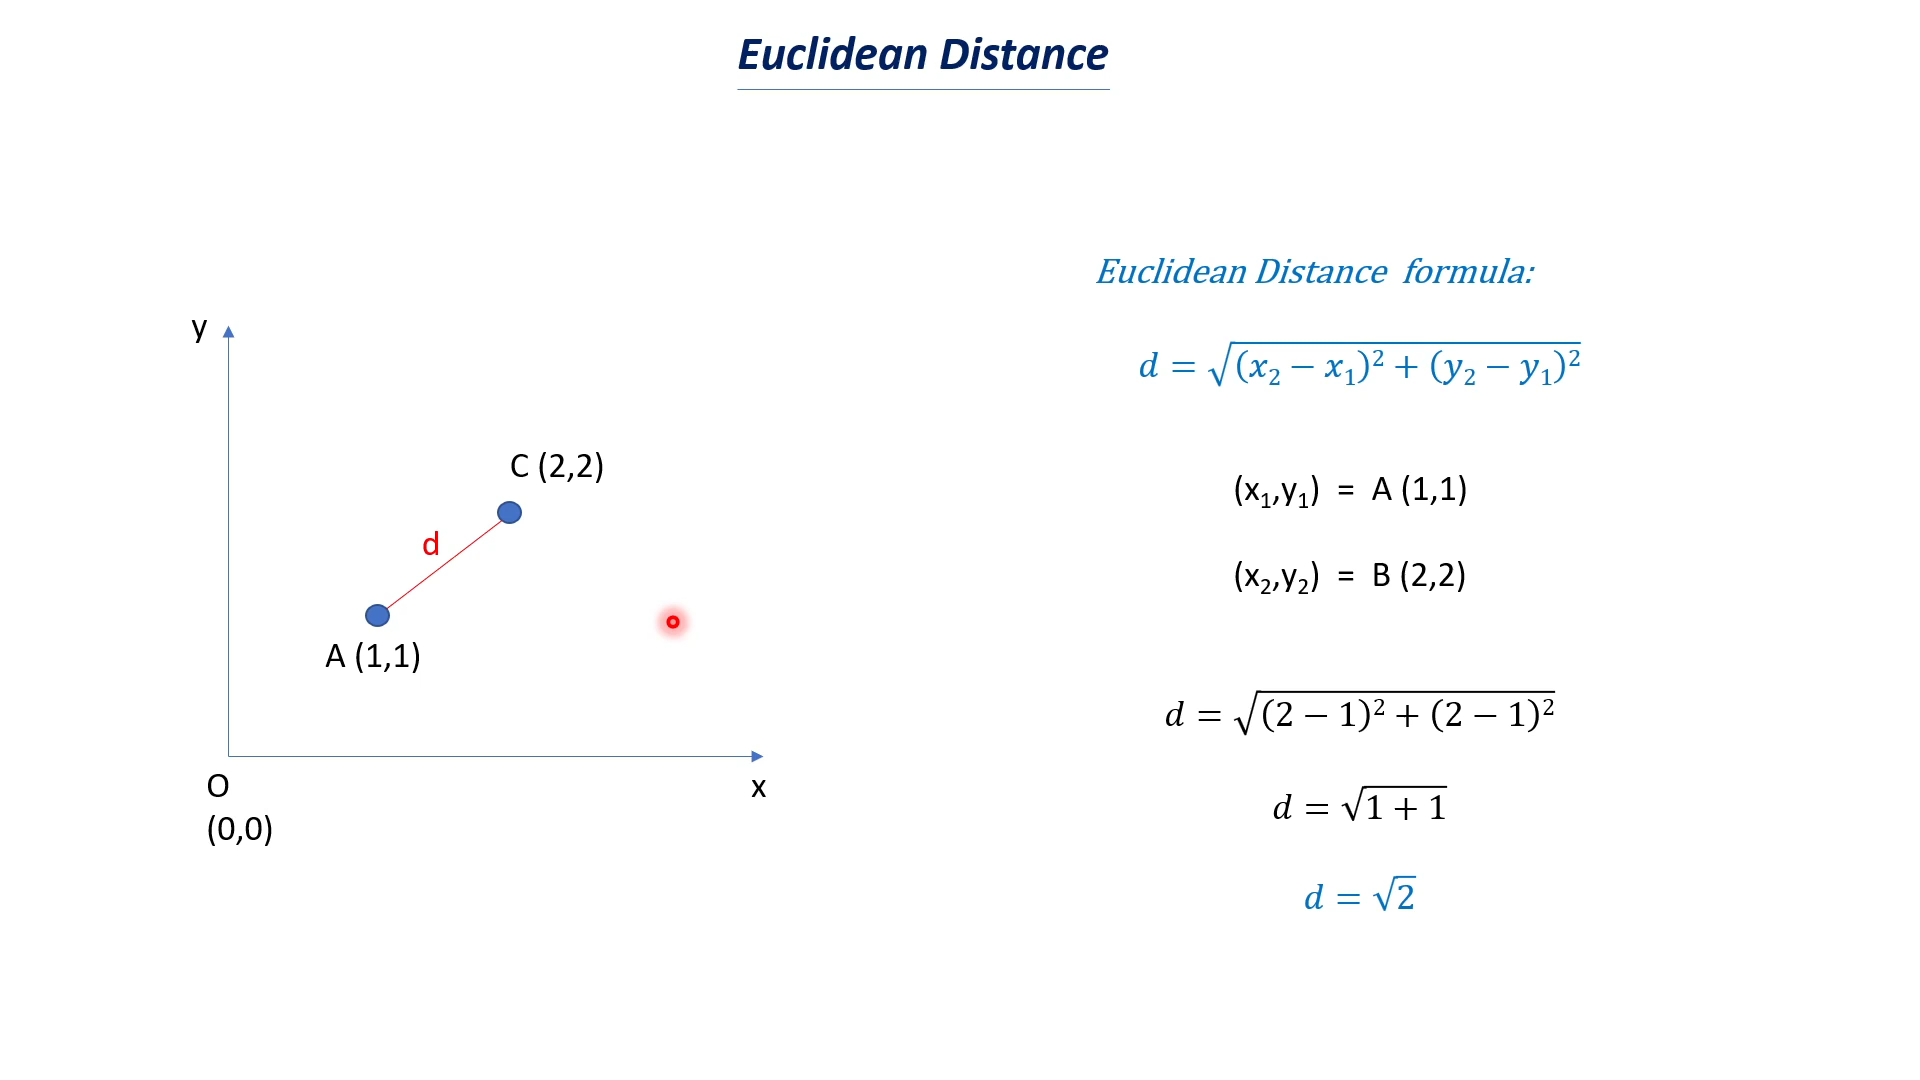 Euclidean Distance
Euclidean Distance formula:
y
d = √(x₂ − x₁)² + (y₂ − y₁)²
C (2,2)
(x₁,y₁) = A (1,1)
d
(x₂,y₂) = B (2,2)
A (1,1)
d = √(2 − 1)² + (2 − 1)²
O
x
(0,0)
d = √1 + 1
d = √2